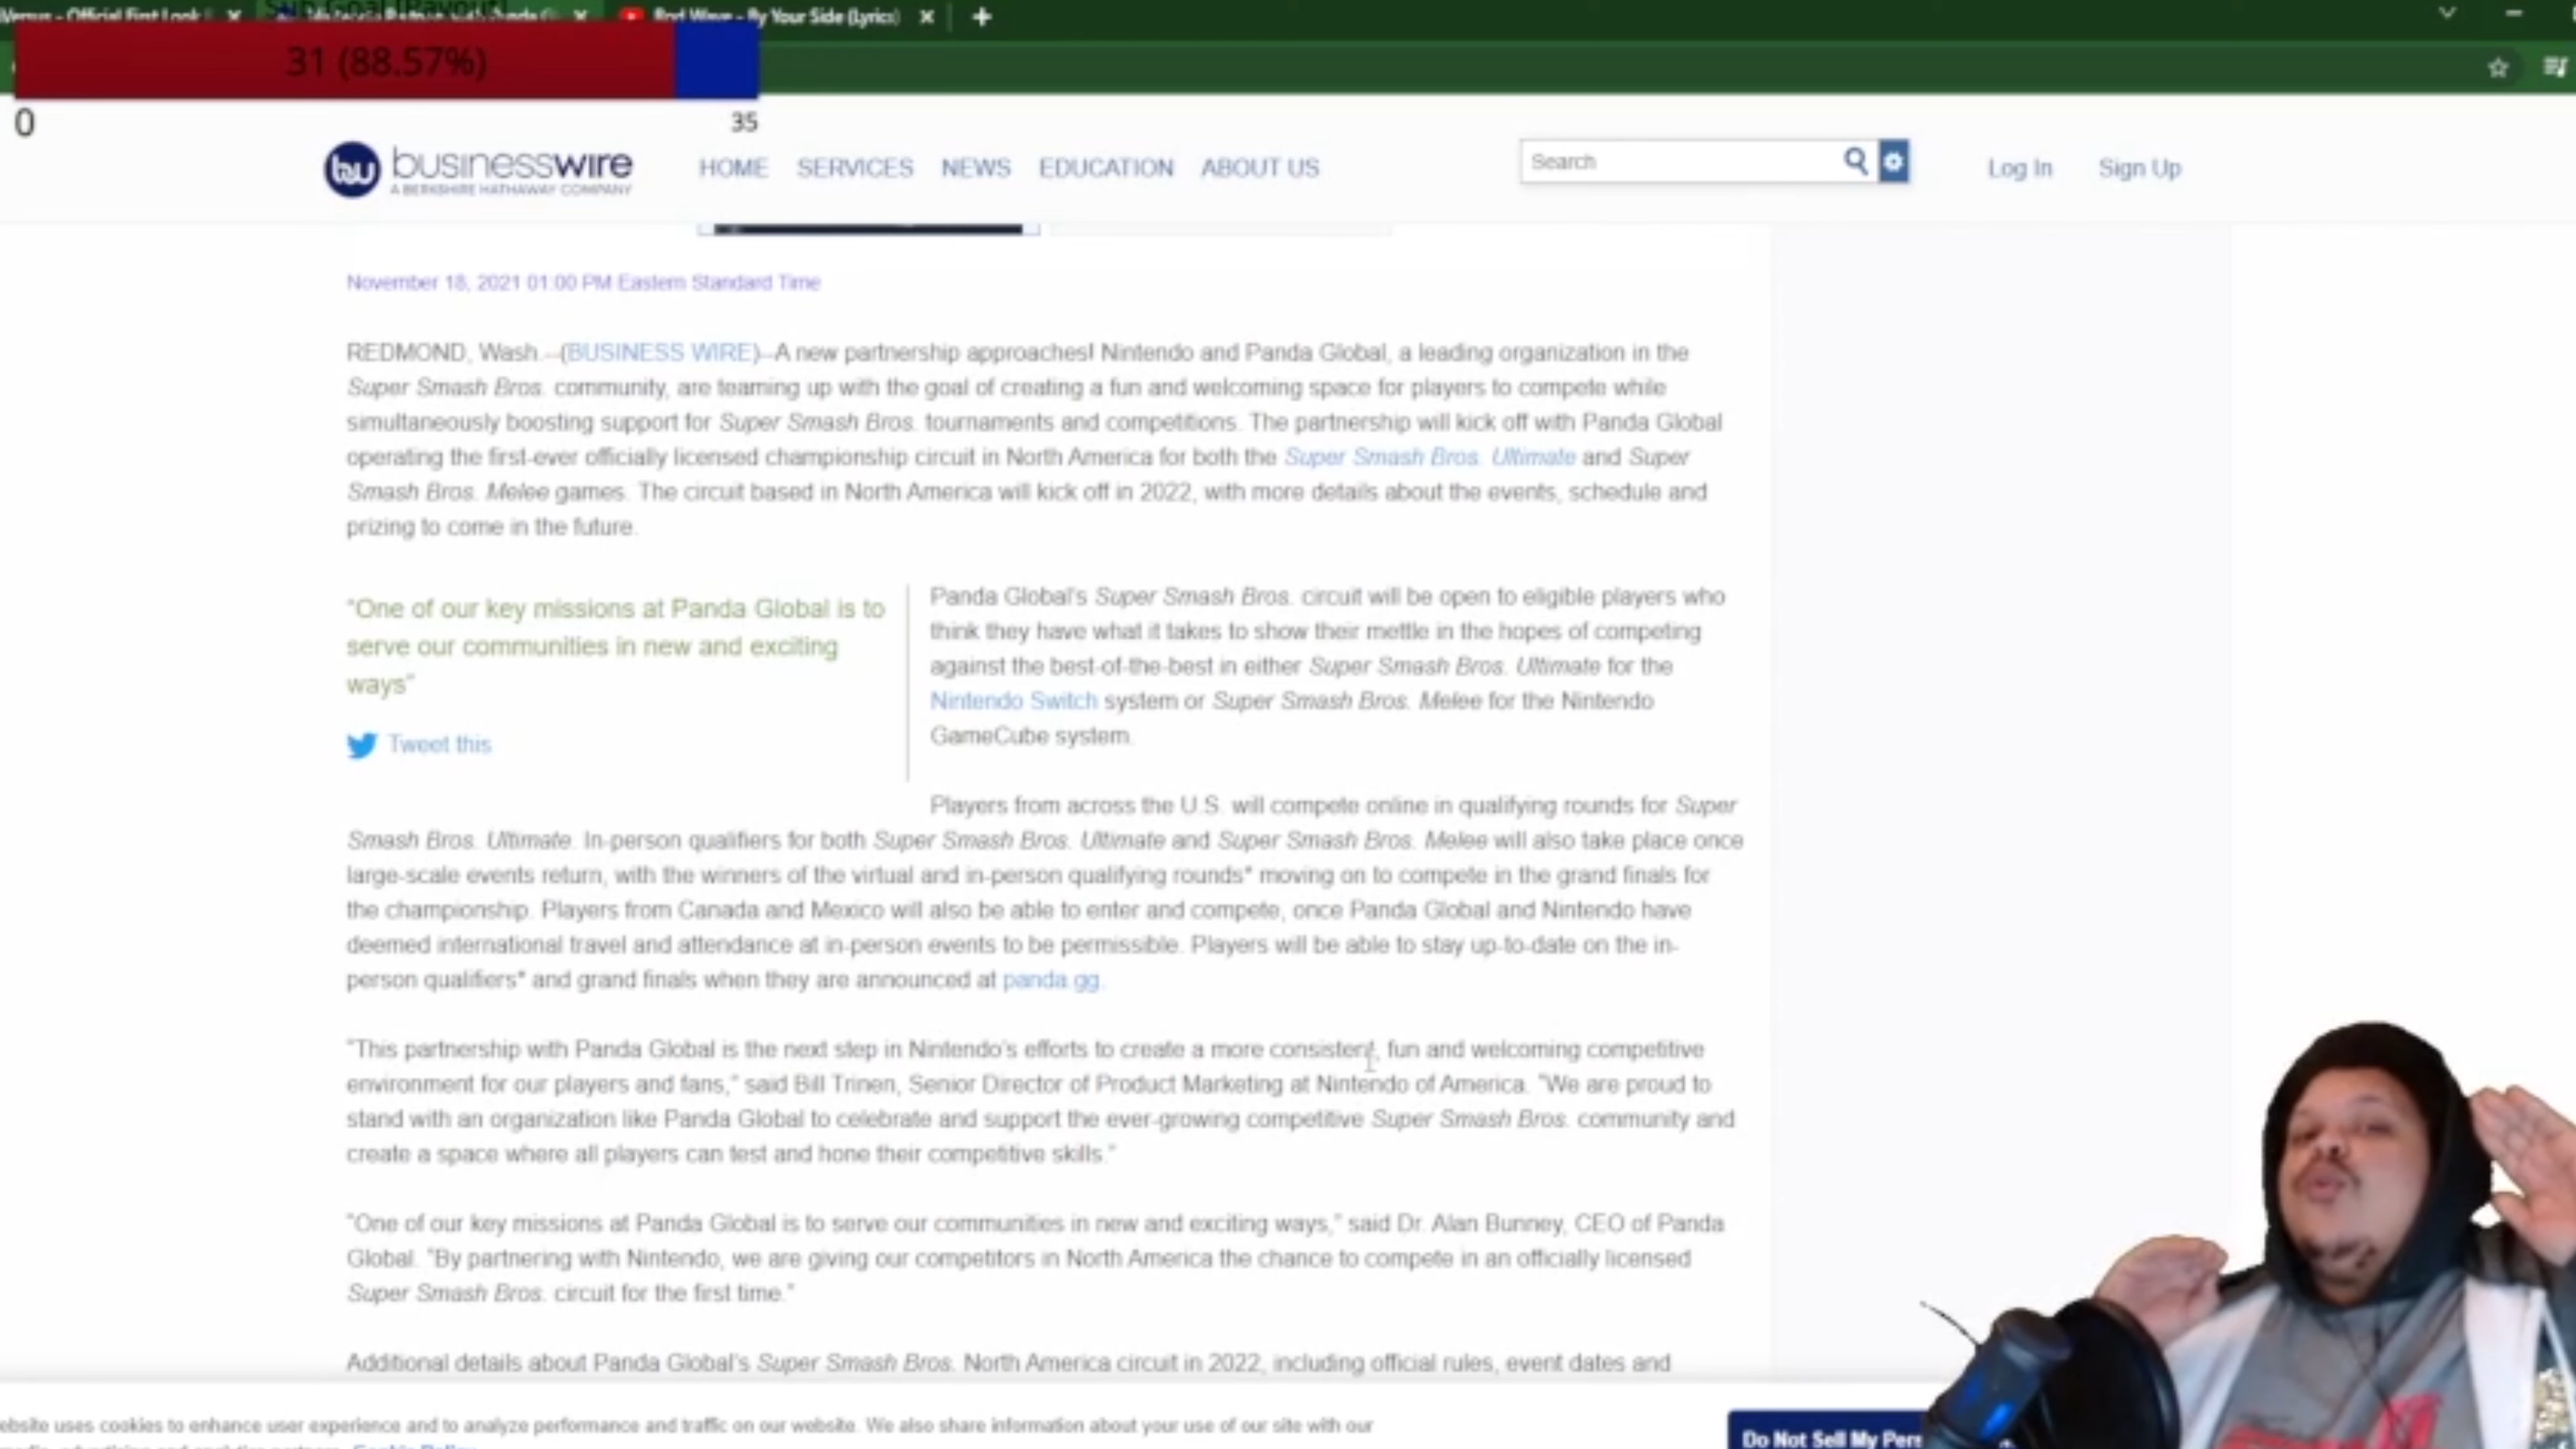 Versus - Official First Look
Sub Goal (Payout)
Rod Wave - By Your Side (Lyrics)
31 (88.57%)
0
35
businesswire
A BERKSHIRE HATHAWAY COMPANY
HOME SERVICES NEWS EDUCATION ABOUT US
Search
Log In Sign Up
November 18, 2021 01:00 PM Eastern Standard Time
REDMOND, Wash.--(BUSINESS WIRE)--A new partnership approaches! Nintendo and Panda Global, a leading organization in the
Super Smash Bros. community, are teaming up with the goal of creating a fun and welcoming space for players to compete while
simultaneously boosting support for Super Smash Bros. tournaments and competitions. The partnership will kick off with Panda Global
operating the first-ever officially licensed championship circuit in North America for both the Super Smash Bros. Ultimate and Super
Smash Bros. Melee games. The circuit based in North America will kick off in 2022, with more details about the events, schedule and
prizing to come in the future.
"One of our key missions at Panda Global is to
serve our communities in new and exciting
ways"
Tweet this
Panda Global's Super Smash Bros. circuit will be open to eligible players who
think they have what it takes to show their mettle in the hopes of competing
against the best-of-the-best in either Super Smash Bros. Ultimate for the
Nintendo Switch system or Super Smash Bros. Melee for the Nintendo
GameCube system.
Players from across the U.S. will compete online in qualifying rounds for Super
Smash Bros. Ultimate. In-person qualifiers for both Super Smash Bros. Ultimate and Super Smash Bros. Melee will also take place once
large-scale events return, with the winners of the virtual and in-person qualifying rounds* moving on to compete in the grand finals for
the championship. Players from Canada and Mexico will also be able to enter and compete, once Panda Global and Nintendo have
deemed international travel and attendance at in-person events to be permissible. Players will be able to stay up-to-date on the in-
person qualifiers* and grand finals when they are announced at panda.gg.
"This partnership with Panda Global is the next step in Nintendo's efforts to create a more consistent, fun and welcoming competitive
environment for our players and fans," said Bill Trinen, Senior Director of Product Marketing at Nintendo of America. "We are proud to
stand with an organization like Panda Global to celebrate and support the ever-growing competitive Super Smash Bros. community and
create a space where all players can test and hone their competitive skills."
"One of our key missions at Panda Global is to serve our communities in new and exciting ways," said Dr. Alan Bunney, CEO of Panda
Global. "By partnering with Nintendo, we are giving our competitors in North America the chance to compete in an officially licensed
Super Smash Bros. circuit for the first time."
Additional details about Panda Global's Super Smash Bros. North America circuit in 2022, including official rules, event dates and
ebsite uses cookies to enhance user experience and to analyze performance and traffic on our website. We also share information about your use of our site with our
Cookie Policy
Do Not Sell My Pers